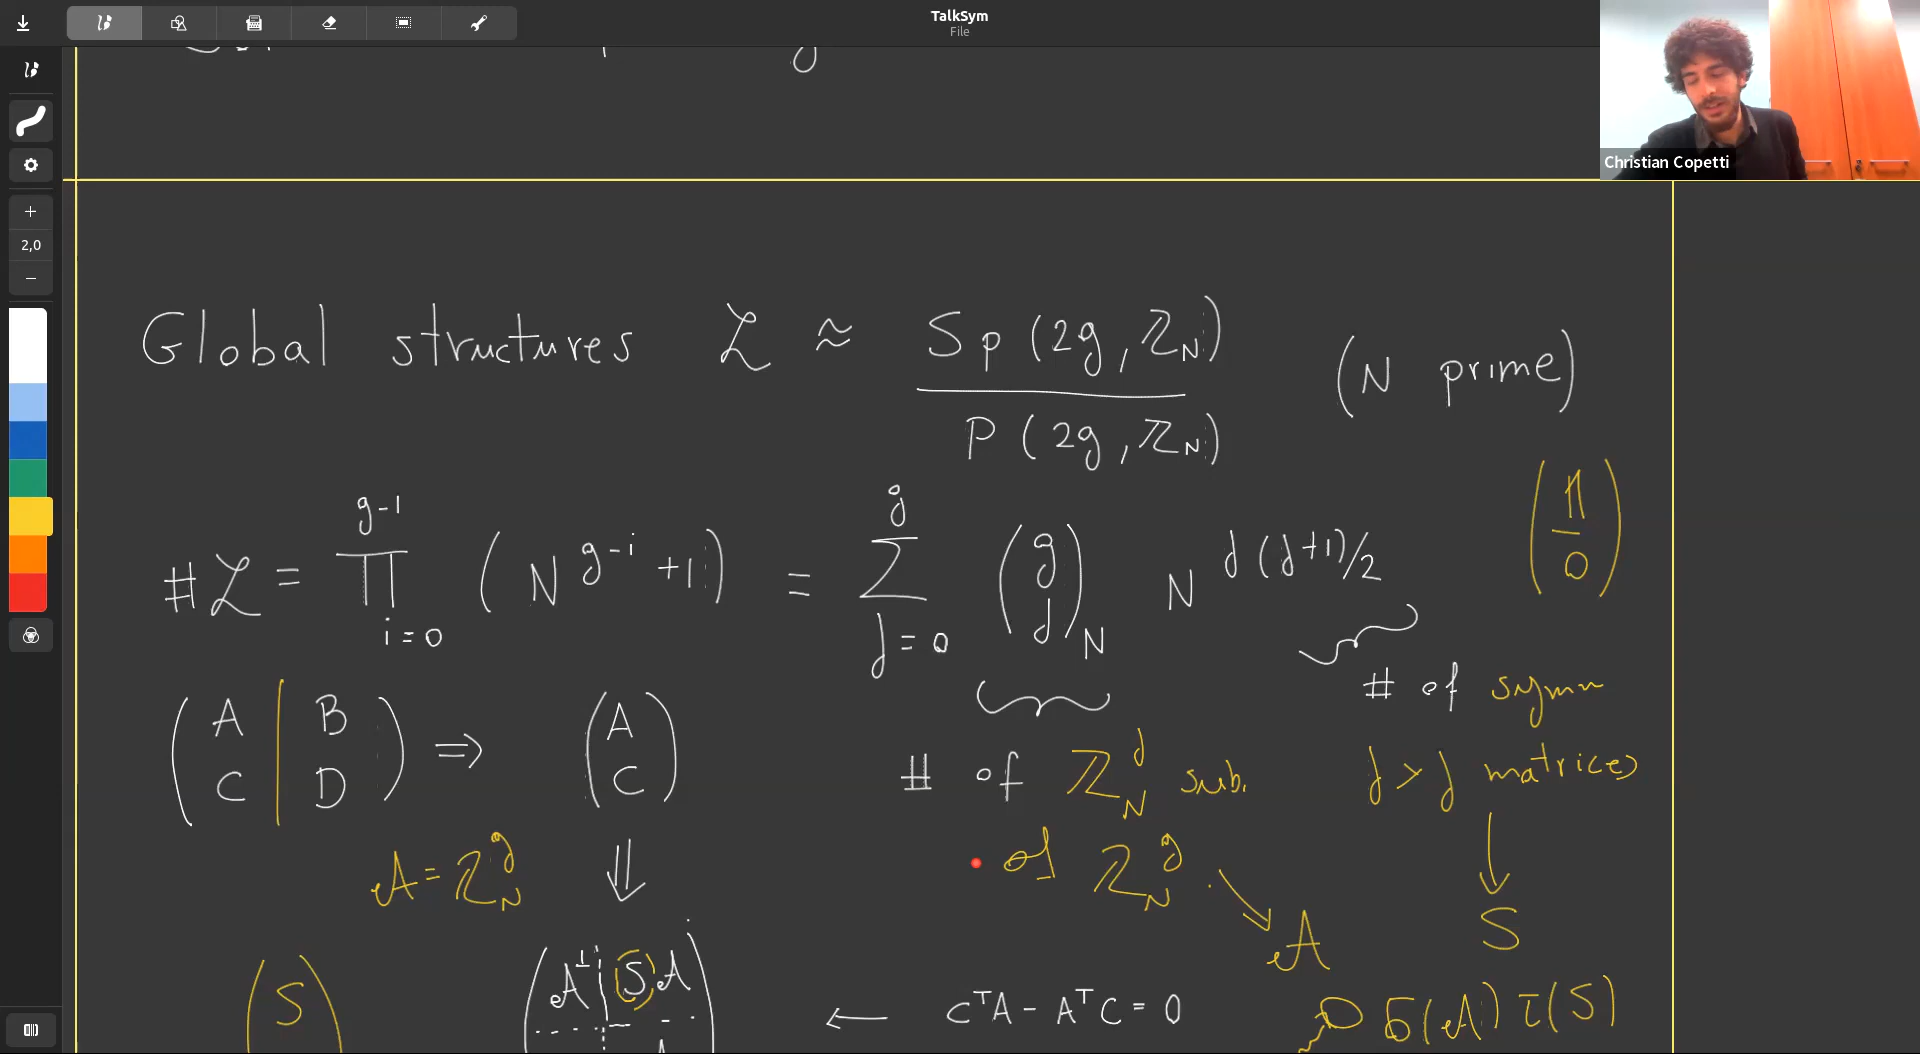 TalkSym
File
Christian Copetti
2,0
Global structures ℒ ≈ Sp(2g, ℤ_N) / P(2g, ℤ_N) (N prime)
#ℒ = ∏_{i=0}^{g-1} (N^{g-i} +1) = ∑_{j=0}^{g} (g j)_N N^{j(j+1)/2} (𝟙 / 0)
# of symm
(A | B
C | D) ⇒ (A
C) # of ℤ_N^j sub. j × j matrices
𝒜 = ℤ_N^g ⇓ of ℤ_N^g ↓
𝒜 S
(S (𝒜^⊥ S𝒜) ← C^T A - A^T C = 0 σ(𝒜) τ(S)